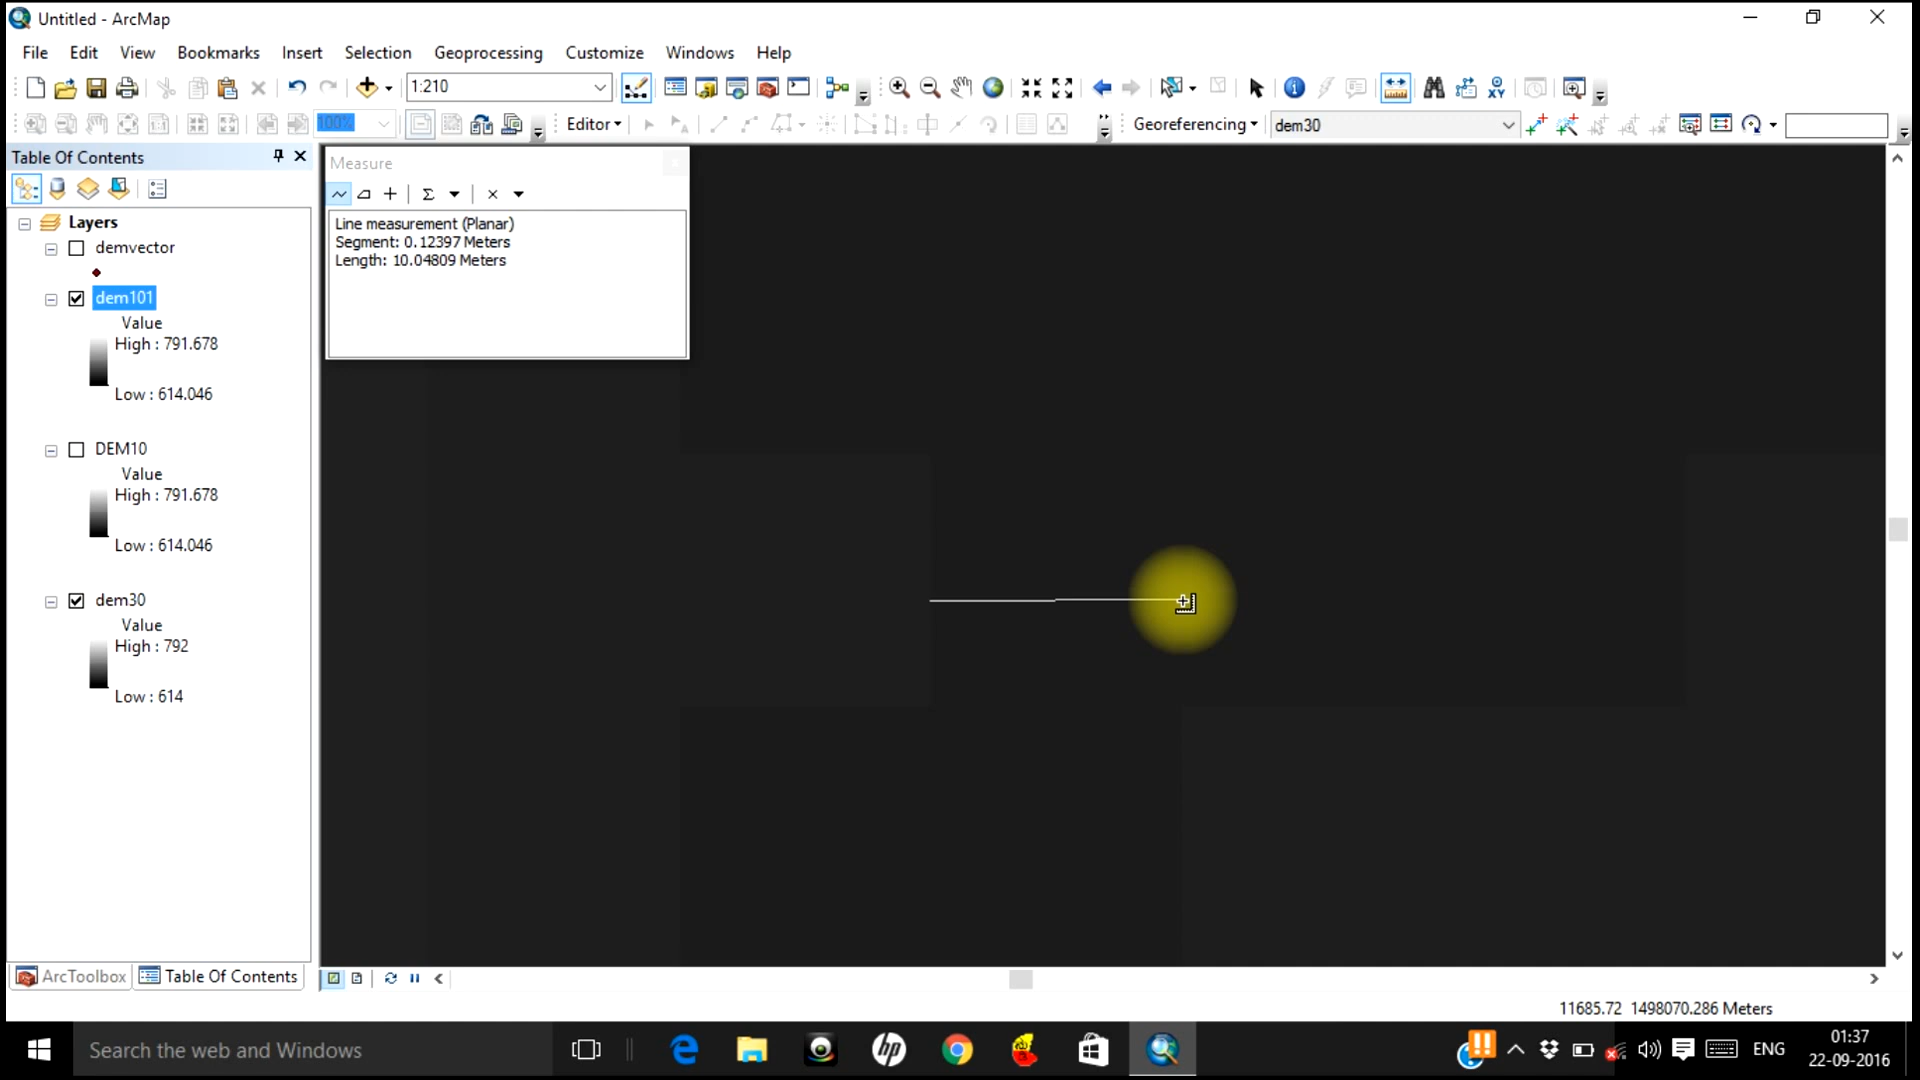 Untitled - ArcMap
File Edit View Bookmarks Insert Selection Geoprocessing Customize Windows Help
1:210
100% Editor Georeferencing dem30
Table Of Contents
Layers
demvector
dem101
Value
High : 791.678
Low : 614.046
DEM10
Value
High : 791.678
Low : 614.046
dem30
Value
High : 792
Low : 614
Measure
Line measurement (Planar)
Segment: 0.12397 Meters
Length: 10.04809 Meters
ArcToolbox Table Of Contents
11685.72 1498070.286 Meters
Search the web and Windows
hp
ENG
01:37
22-09-2016